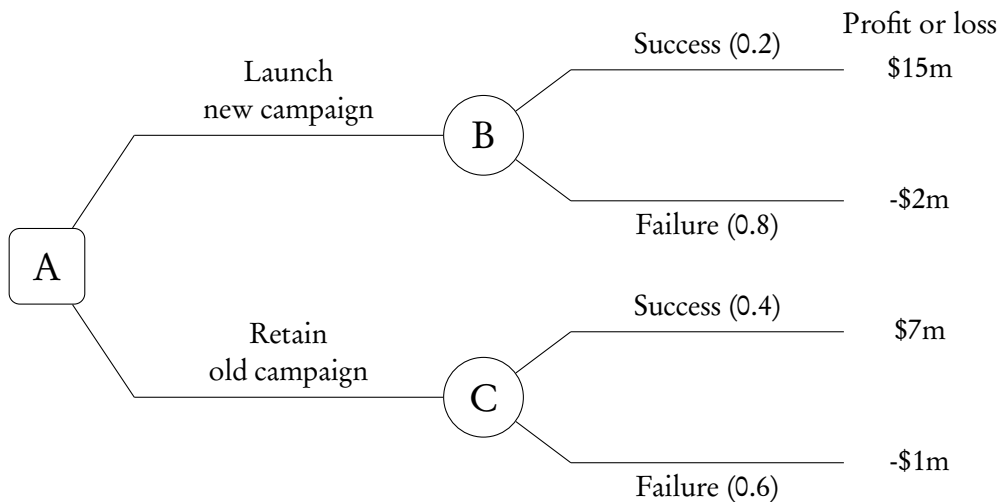 Profit or loss
Success (0.2)
$15m
Launch
new campaign
B
-$2m
Failure (0.8)
A
Success (0.4)
$7m
Retain
old campaign
C
-$1m
Failure (0.6)